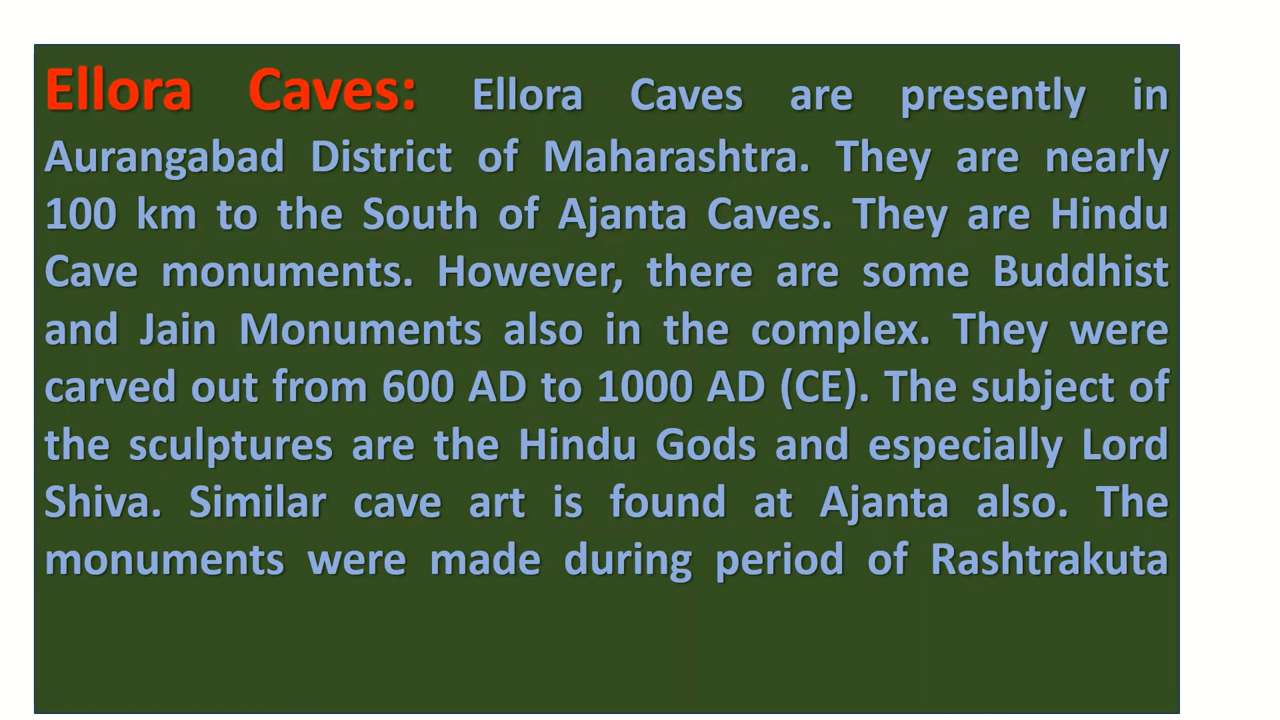 Ellora Caves: Ellora Caves are presently in
Aurangabad District of Maharashtra. They are nearly
100 km to the South of Ajanta Caves. They are Hindu
Cave monuments. However, there are some Buddhist
and Jain Monuments also in the complex. They were
carved out from 600 AD to 1000 AD (CE). The subject of
the sculptures are the Hindu Gods and especially Lord
Shiva. Similar cave art is found at Ajanta also. The
monuments were made during period of Rashtrakuta